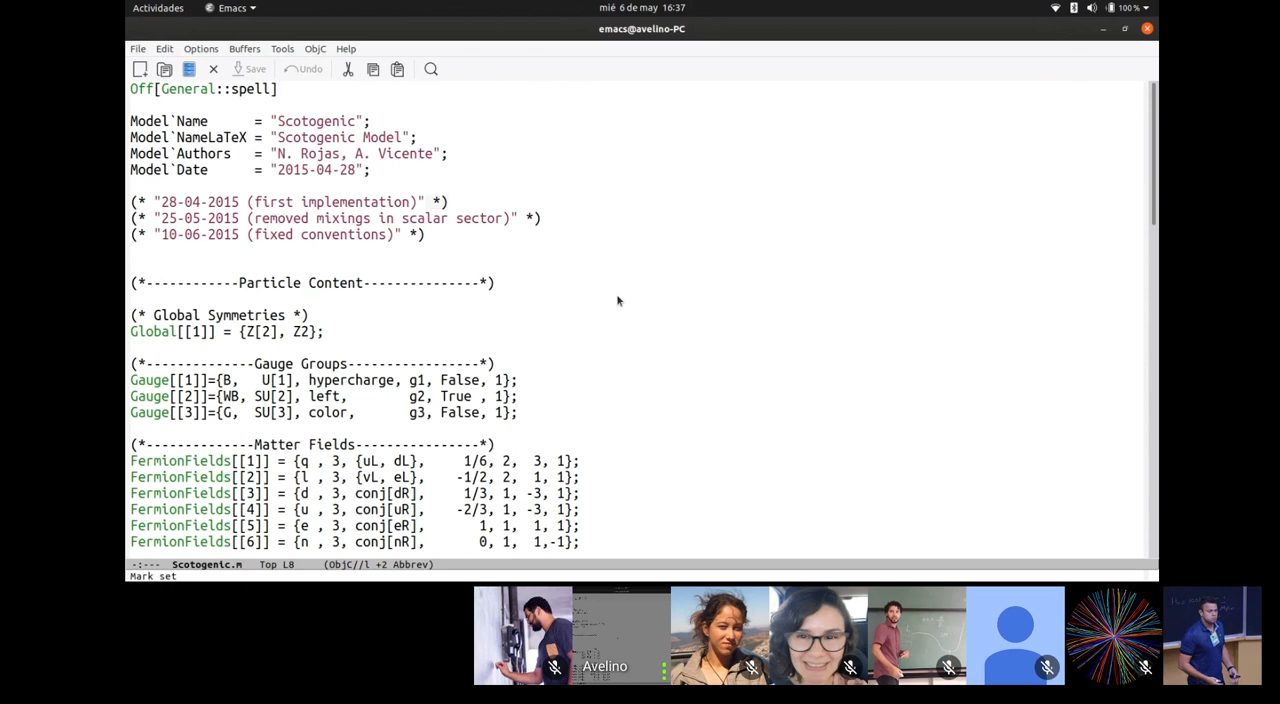 Actividades Emacs mié 6 de may 16:37 100 %
emacs@avelino-PC
File Edit Options Buffers Tools ObjC Help
Save Undo
Off[General::spell]
Model`Name = "Scotogenic";
Model`NameLaTeX = "Scotogenic Model";
Model`Authors = "N. Rojas, A. Vicente";
Model`Date = "2015-04-28";
(* "28-04-2015 (first implementation)" *)
(* "25-05-2015 (removed mixings in scalar sector)" *)
(* "10-06-2015 (fixed conventions)" *)
(*------------Particle Content---------------*)
(* Global Symmetries *)
Global[[1]] = {Z[2], Z2};
(*-------------Gauge Groups-----------------*)
Gauge[[1]]={B, U[1], hypercharge, g1, False, 1};
Gauge[[2]]={WB, SU[2], left, g2, True , 1};
Gauge[[3]]={G, SU[3], color, g3, False, 1};
(*-------------Matter Fields----------------*)
FermionFields[[1]] = {q , 3, {uL, dL}, 1/6, 2, 3, 1};
FermionFields[[2]] = {l , 3, {vL, eL}, -1/2, 2, 1, 1};
FermionFields[[3]] = {d , 3, conj[dR], 1/3, 1, -3, 1};
FermionFields[[4]] = {u , 3, conj[uR], -2/3, 1, -3, 1};
FermionFields[[5]] = {e , 3, conj[eR], 1, 1, 1, 1};
FermionFields[[6]] = {n , 3, conj[nR], 0, 1, 1,-1};
-:--- Scotogenic.m Top L8 (ObjC//l +2 Abbrev)
Mark set
Avelino